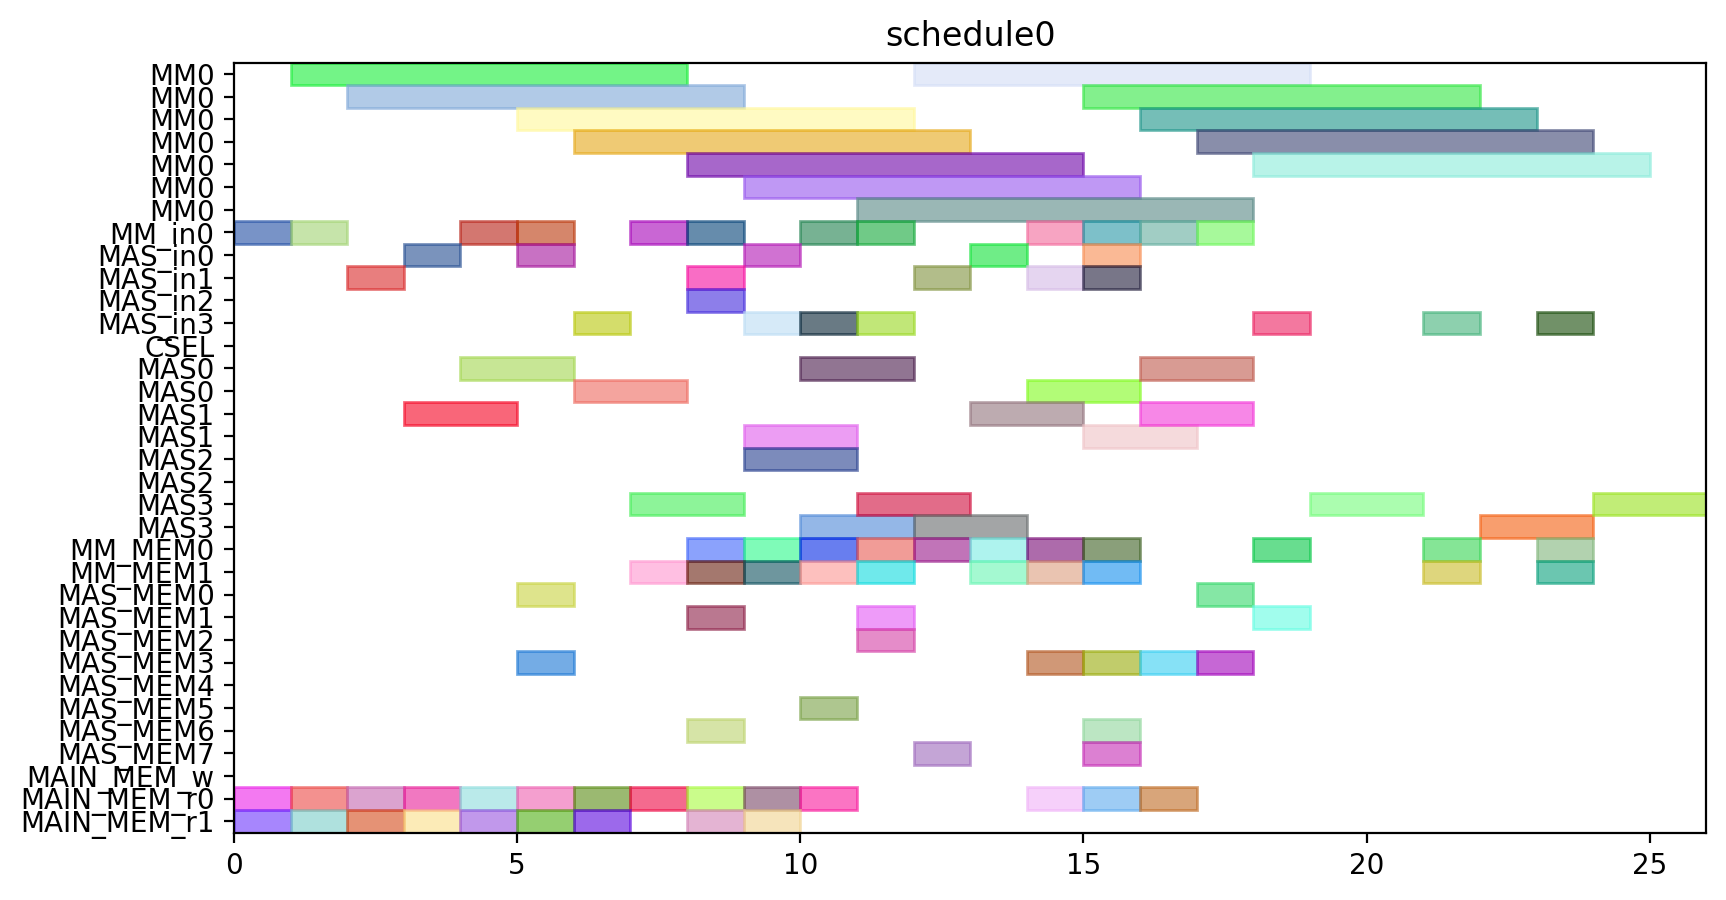 schedule0
MM0
MM0
MM0
MM0
MM0
MM0
MM0
MM_in0
MAS_in0
MAS_in1
MAS_in2
MAS_in3
CSEL
MAS0
MAS0
MAS1
MAS1
MAS2
MAS2
MAS3
MAS3
MM_MEM0
MM_MEM1
MAS_MEM0
MAS_MEM1
MAS_MEM2
MAS_MEM3
MAS_MEM4
MAS_MEM5
MAS_MEM6
MAS_MEM7
MAIN_MEM_w
MAIN_MEM_r0
MAIN_MEM_r1
0 5 10 15 20 25